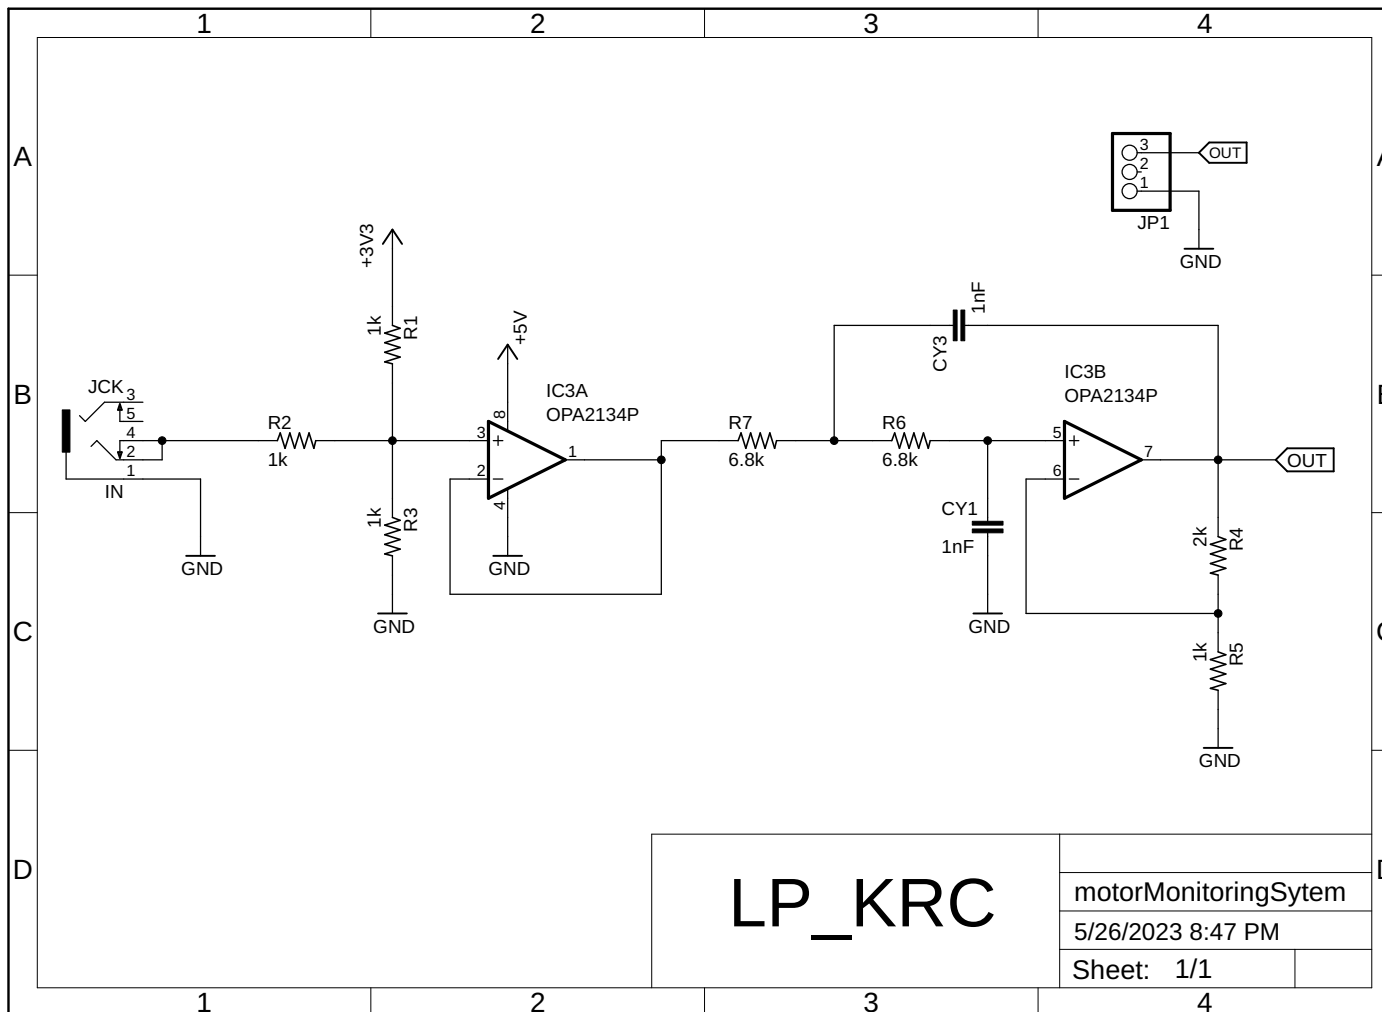 1 2 3 4
A
B
C
D
3
2
1
OUT
JP1
GND
+3V3
1k
R1
+5V
1nF
CY3
JCK
3
5
4
2
1
IN
GND
R2
1k
IC3A
OPA2134P
8
3
2
1
4
GND
1k
R3
GND
R7
6.8k
R6
6.8k
IC3B
OPA2134P
5
6
7
OUT
CY1
1nF
GND
2k
R4
1k
R5
GND
LP_KRC
motorMonitoringSytem
5/26/2023 8:47 PM
Sheet: 1/1
1 2 3 4